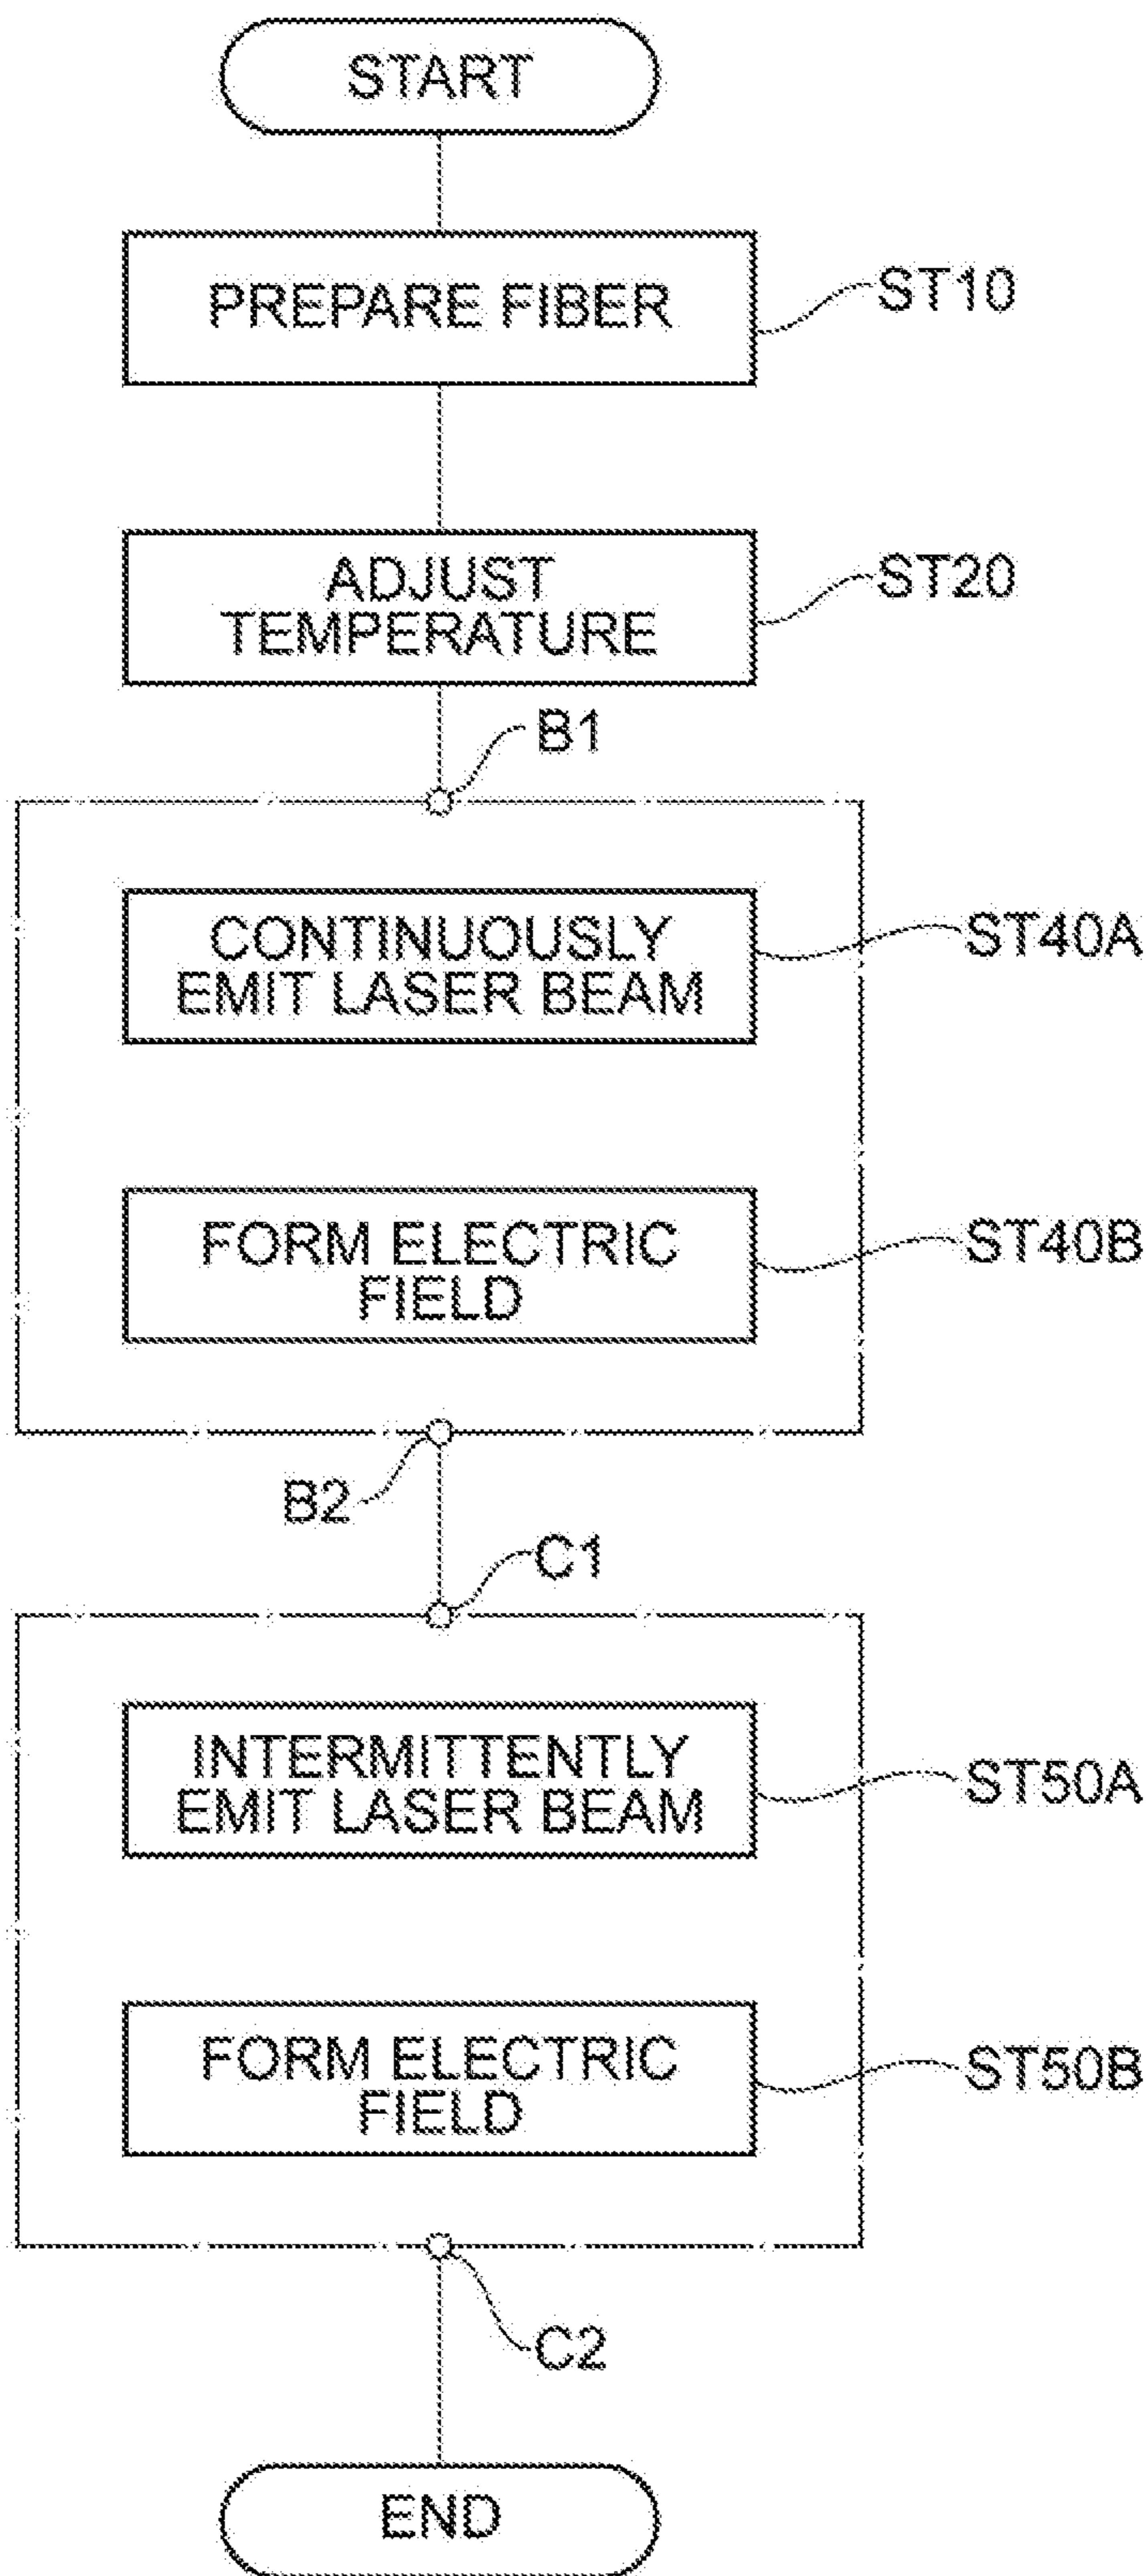 START
PREPARE FIBER
ST10
ADJUST
TEMPERATURE
ST20
B1
CONTINUOUSLY
EMIT LASER BEAM
ST40A
FORM ELECTRIC
FIELD
ST40B
B2
C1
INTERMITTENTLY
EMIT LASER BEAM
ST50A
FORM ELECTRIC
FIELD
ST50B
C2
END